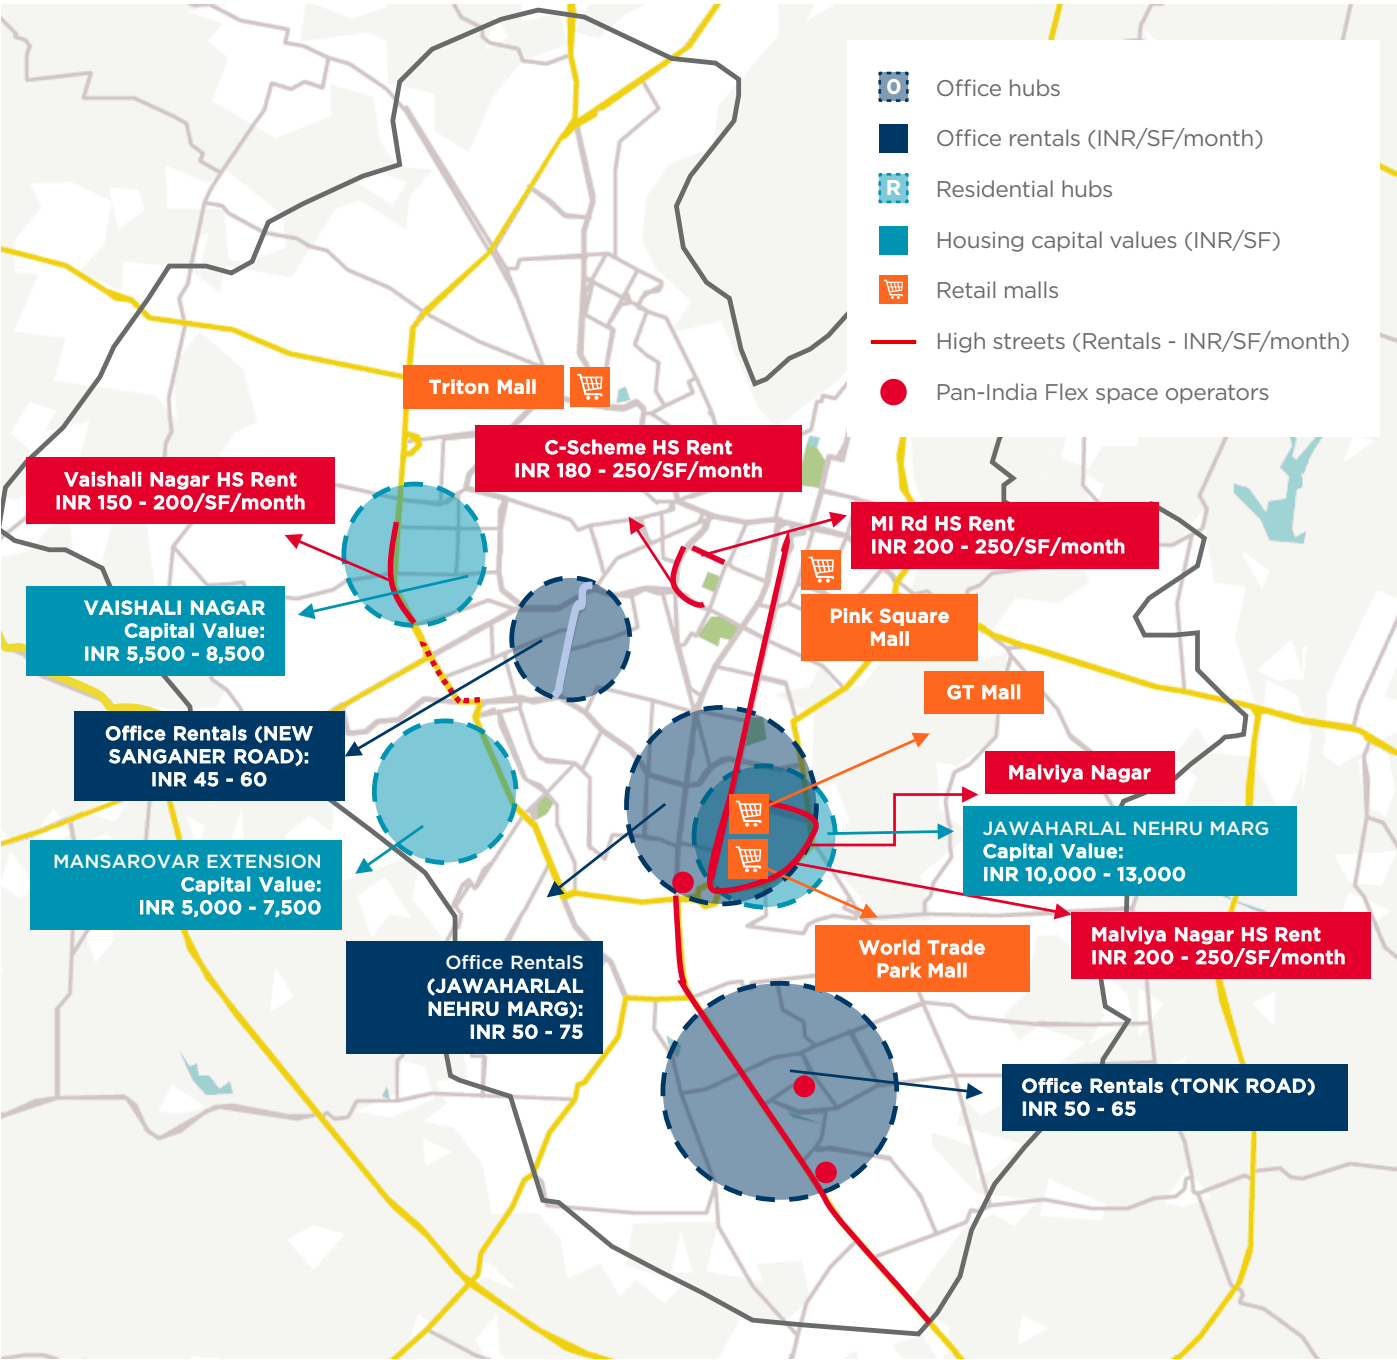 O
Office hubs
Office rentals (INR/SF/month)
R
Residential hubs
Housing capital values (INR/SF)
Retail malls
High streets (Rentals - INR/SF/month)
Pan-India Flex space operators
Triton Mall
C-Scheme HS Rent
INR 180 - 250/SF/month
Vaishali Nagar HS Rent
INR 150 - 200/SF/month
MI Rd HS Rent
INR 200 - 250/SF/month
VAISHALI NAGAR
Capital Value:
INR 5,500 - 8,500
Pink Square
Mall
GT Mall
Office Rentals (NEW
SANGANER ROAD):
INR 45 - 60
Malviya Nagar
JAWAHARLAL NEHRU MARG
Capital Value:
INR 10,000 - 13,000
MANSAROVAR EXTENSION
Capital Value:
INR 5,000 - 7,500
Malviya Nagar HS Rent
INR 200 - 250/SF/month
World Trade
Park Mall
Office RentalS
(JAWAHARLAL
NEHRU MARG):
INR 50 - 75
Office Rentals (TONK ROAD)
INR 50 - 65